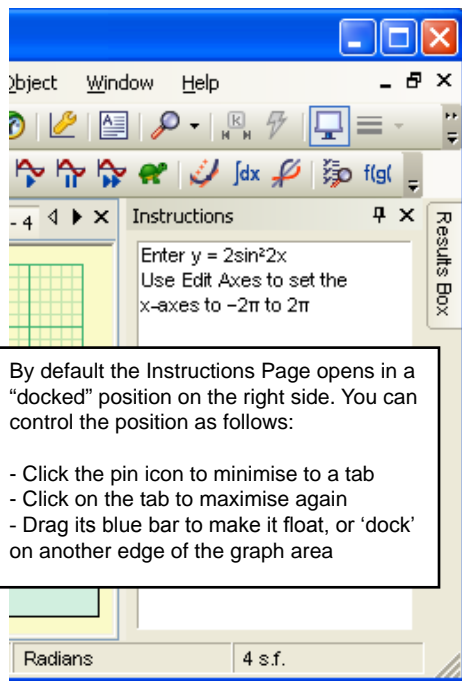 Object Window Help
K
∫dx f(g(
- 4 Instructions
Results Box
Enter y = 2sin²2x
Use Edit Axes to set the
x-axes to −2π to 2π
By default the Instructions Page opens in a
“docked” position on the right side. You can
control the position as follows:
- Click the pin icon to minimise to a tab
- Click on the tab to maximise again
- Drag its blue bar to make it float, or ‘dock’
on another edge of the graph area
Radians 4 s.f.